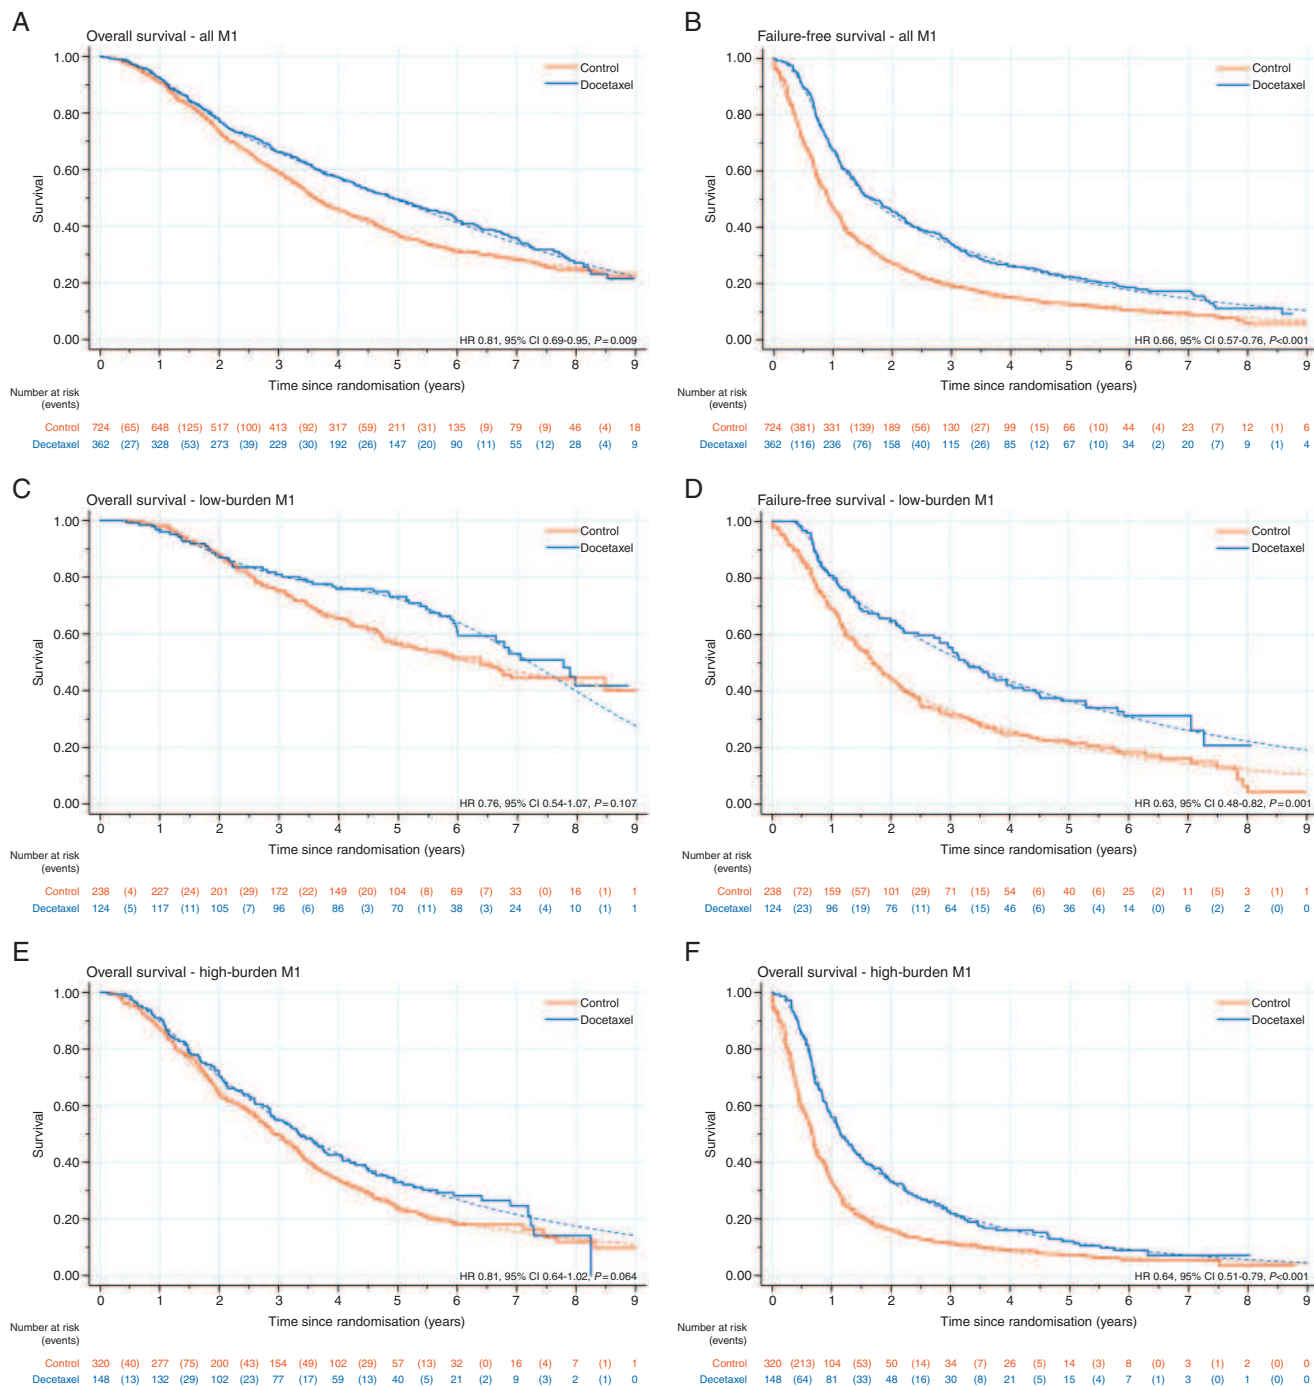 A
Overall survival - all M1
Control
Docetaxel
Survival
1.00
0.80
0.60
0.40
0.20
0.00
HR 0.81, 95% CI 0.69-0.95, P=0.009
0 1 2 3 4 5 6 7 8 9
Time since randomisation (years)
Number at risk
(events)
Control 724 (65) 648 (125) 517 (100) 413 (92) 317 (59) 211 (31) 135 (9) 79 (9) 46 (4) 18
Decetaxel 362 (27) 328 (53) 273 (39) 229 (30) 192 (26) 147 (20) 90 (11) 55 (12) 28 (4) 9
B
Failure-free survival - all M1
Control
Docetaxel
Survival
1.00
0.80
0.60
0.40
0.20
0.00
HR 0.66, 95% CI 0.57-0.76, P<0.001
0 1 2 3 4 5 6 7 8 9
Time since randomisation (years)
Number at risk
(events)
Control 724 (381) 331 (139) 189 (56) 130 (27) 99 (15) 66 (10) 44 (4) 23 (7) 12 (1) 6
Decetaxel 362 (116) 236 (76) 158 (40) 115 (26) 85 (12) 67 (10) 34 (2) 20 (7) 9 (1) 4
C
Overall survival - low-burden M1
Control
Docetaxel
Survival
1.00
0.80
0.60
0.40
0.20
0.00
HR 0.76, 95% CI 0.54-1.07, P=0.107
0 1 2 3 4 5 6 7 8 9
Time since randomisation (years)
Number at risk
(events)
Control 238 (4) 227 (24) 201 (29) 172 (22) 149 (20) 104 (8) 69 (7) 33 (0) 16 (1) 1
Decetaxel 124 (5) 117 (11) 105 (7) 96 (6) 86 (3) 70 (11) 38 (3) 24 (4) 10 (1) 1
D
Failure-free survival - low-burden M1
Control
Docetaxel
Survival
1.00
0.80
0.60
0.40
0.20
0.00
HR 0.63, 95% CI 0.48-0.82, P=0.001
0 1 2 3 4 5 6 7 8 9
Time since randomisation (years)
Number at risk
(events)
Control 238 (72) 159 (57) 101 (29) 71 (15) 54 (6) 40 (6) 25 (2) 11 (5) 3 (1) 1
Decetaxel 124 (23) 96 (19) 76 (11) 64 (15) 46 (6) 36 (4) 14 (0) 6 (2) 2 (0) 0
E
Overall survival - high-burden M1
Control
Docetaxel
Survival
1.00
0.80
0.60
0.40
0.20
0.00
HR 0.81, 95% CI 0.64-1.02, P=0.064
0 1 2 3 4 5 6 7 8 9
Time since randomisation (years)
Number at risk
(events)
Control 320 (40) 277 (75) 200 (43) 154 (49) 102 (29) 57 (13) 32 (0) 16 (4) 7 (1) 1
Decetaxel 148 (13) 132 (29) 102 (23) 77 (17) 59 (13) 40 (5) 21 (2) 9 (3) 2 (1) 0
F
Overall survival - high-burden M1
Control
Docetaxel
Survival
1.00
0.80
0.60
0.40
0.20
0.00
HR 0.64, 95% CI 0.51-0.79, P<0.001
0 1 2 3 4 5 6 7 8 9
Time since randomisation (years)
Number at risk
(events)
Control 320 (213) 104 (53) 50 (14) 34 (7) 26 (5) 14 (3) 8 (0) 3 (1) 2 (0) 0
Decetaxel 148 (64) 81 (33) 48 (16) 30 (8) 21 (5) 15 (4) 7 (1) 3 (0) 1 (0) 0